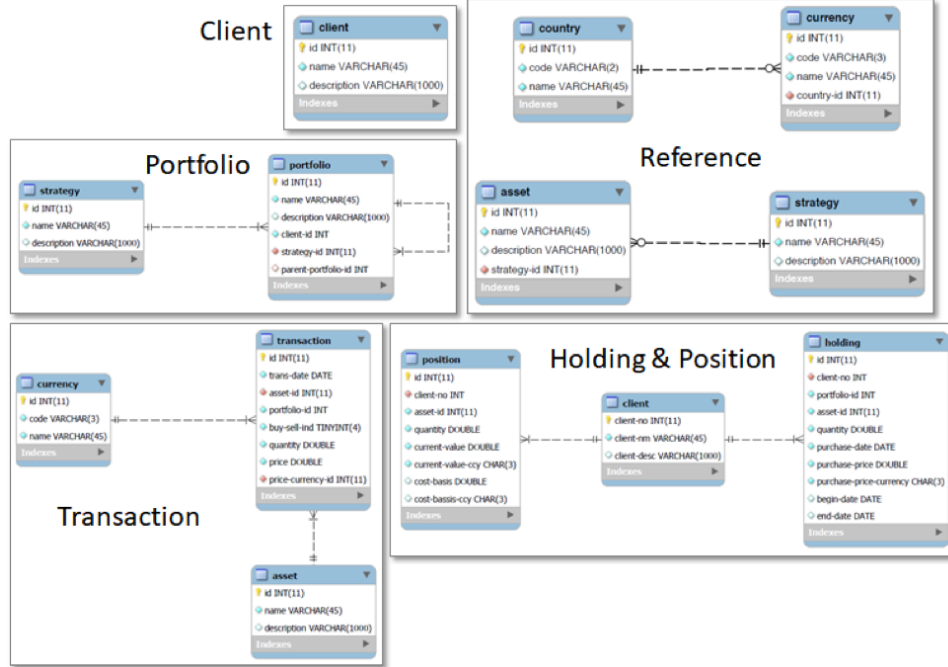 Client
client
id INT(11)
name VARCHAR(45)
description VARCHAR(1000)
Indexes
country
id INT(11)
code VARCHAR(2)
name VARCHAR(45)
Indexes
currency
id INT(11)
code VARCHAR(3)
name VARCHAR(45)
country-id INT(11)
Indexes
Reference
asset
id INT(11)
name VARCHAR(45)
description VARCHAR(1000)
strategy-id INT(11)
Indexes
strategy
id INT(11)
name VARCHAR(45)
description VARCHAR(1000)
Indexes
Portfolio
strategy
id INT(11)
name VARCHAR(45)
description VARCHAR(1000)
Indexes
portfolio
id INT(11)
name VARCHAR(45)
description VARCHAR(1000)
client-id INT
strategy-id INT(11)
parent-portfolio-id INT
Indexes
currency
id INT(11)
code VARCHAR(3)
name VARCHAR(45)
Indexes
transaction
id INT(11)
trans-date DATE
asset-id INT(11)
portfolio-id INT
buy-sell-ind TINYINT(4)
quantity DOUBLE
price DOUBLE
price-currency-id INT(11)
Indexes
Transaction
asset
id INT(11)
name VARCHAR(45)
description VARCHAR(1000)
Indexes
Holding & Position
position
id INT(11)
client-no INT
asset-id INT(11)
quantity DOUBLE
current-value DOUBLE
current-value-ccy CHAR(3)
cost-basis DOUBLE
cost-bassis-ccy CHAR(3)
Indexes
client
client-no INT(11)
client-nm VARCHAR(45)
client-desc VARCHAR(1000)
Indexes
holding
id INT(11)
client-no INT
portfolio-id INT
asset-id INT(11)
quantity DOUBLE
purchase-date DATE
purchase-price DOUBLE
purchase-price-currency CHAR(3)
begin-date DATE
end-date DATE
Indexes